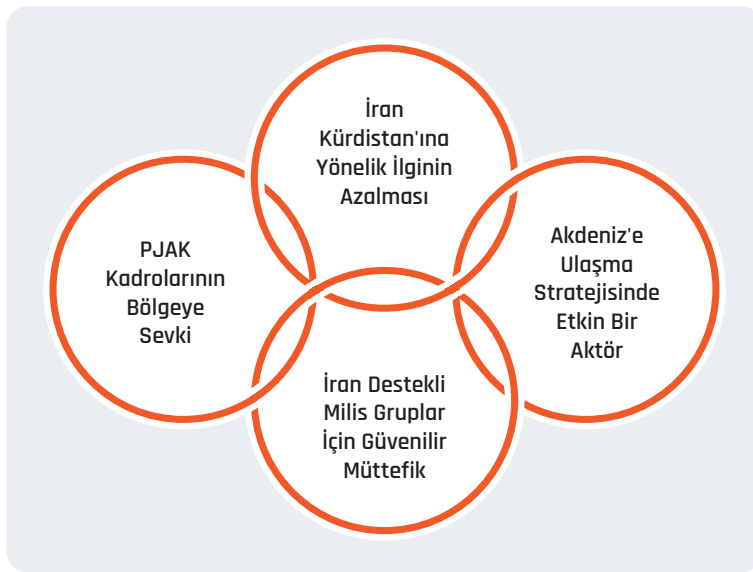 İran
Kürdistan'ına
Yönelik İlginin
Azalması
PJAK
Kadrolarının
Bölgeye
Sevki
Akdeniz'e
Ulaşma
Stratejisinde
Etkin Bir
Aktör
İran Destekli
Milis Gruplar
İçin Güvenilir
Müttefik